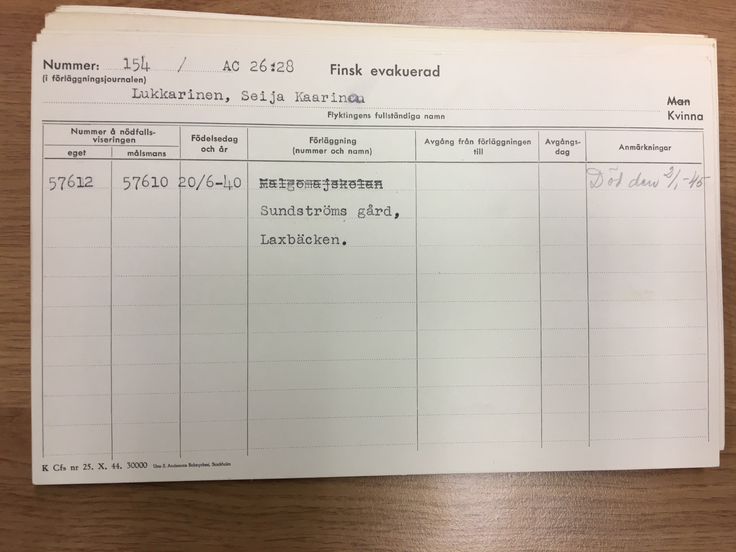 Nummer: 154 / AC 26:28 Finsk evakuerad
(i förläggningsjournalen)
Lukkarinen, Seija Kaarina
Flyktingens fullständiga namn
Man
Kvinna
Nummer å nödfalls-viseringen
eget målsmans
Födelsedag och år
Förläggning (nummer och namn)
Avgång från förläggningen till
Avgångs-dag
Anmärkningar
57612 57610 20/6-40 Malgomajskolan Död den 2/1-45
Sundströms gård,
Laxbäcken.
K Cfs nr 25. X. 44. 30000